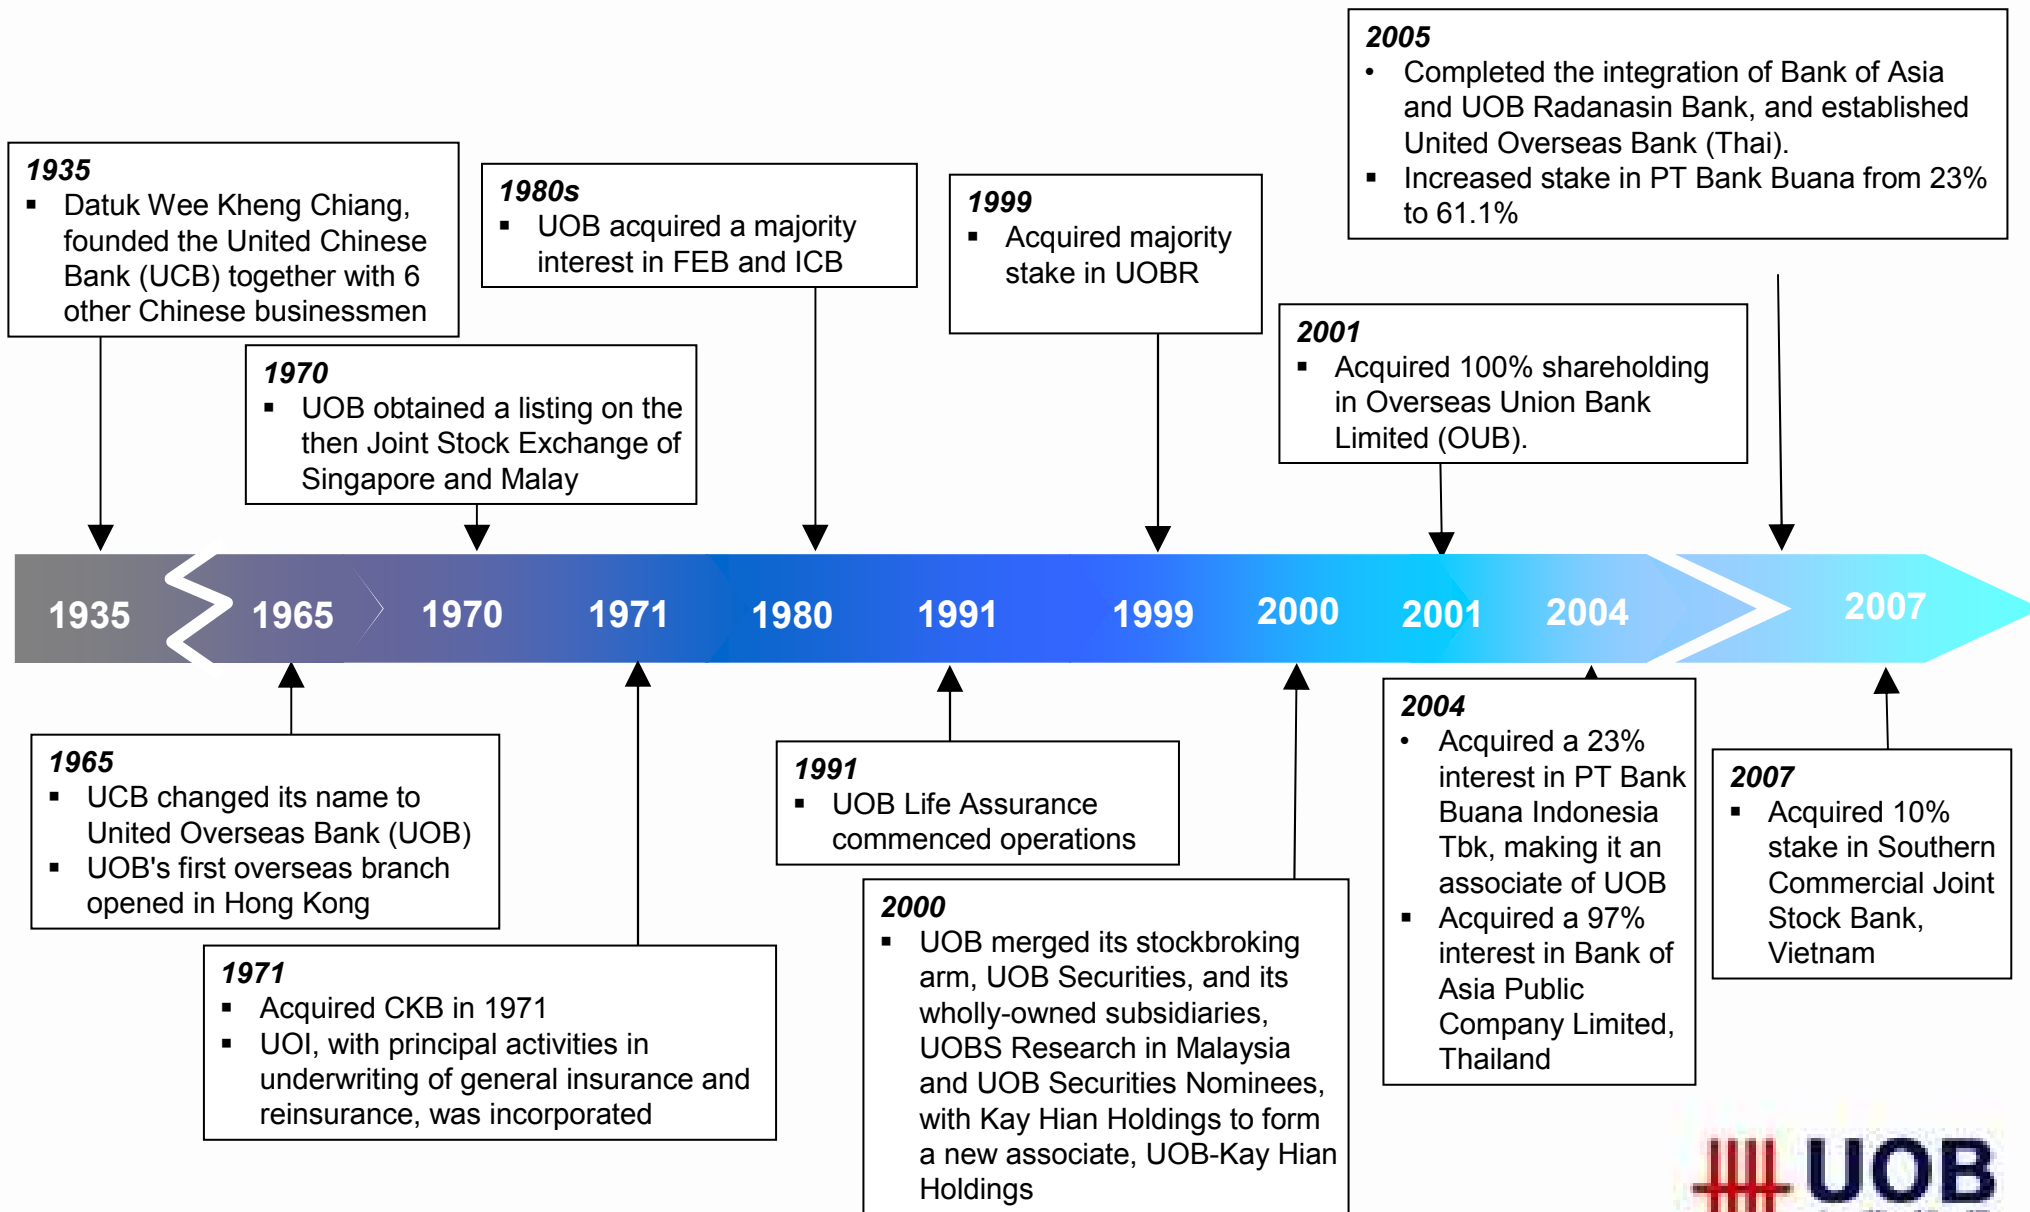 2005
• Completed the integration of Bank of Asia
and UOB Radanasin Bank, and established
United Overseas Bank (Thai).
▪ Increased stake in PT Bank Buana from 23%
to 61.1%
1935
▪ Datuk Wee Kheng Chiang,
founded the United Chinese
Bank (UCB) together with 6
other Chinese businessmen
1980s
▪ UOB acquired a majority
interest in FEB and ICB
1999
▪ Acquired majority
stake in UOBR
2001
▪ Acquired 100% shareholding
in Overseas Union Bank
Limited (OUB).
1970
▪ UOB obtained a listing on the
then Joint Stock Exchange of
Singapore and Malay
1935 1965 1970 1971 1980 1991 1999 2000 2001 2004 2007
1965
▪ UCB changed its name to
United Overseas Bank (UOB)
▪ UOB's first overseas branch
opened in Hong Kong
1971
▪ Acquired CKB in 1971
▪ UOI, with principal activities in
underwriting of general insurance and
reinsurance, was incorporated
1991
▪ UOB Life Assurance
commenced operations
2000
▪ UOB merged its stockbroking
arm, UOB Securities, and its
wholly-owned subsidiaries,
UOBS Research in Malaysia
and UOB Securities Nominees,
with Kay Hian Holdings to form
a new associate, UOB-Kay Hian
Holdings
2004
• Acquired a 23%
interest in PT Bank
Buana Indonesia
Tbk, making it an
associate of UOB
▪ Acquired a 97%
interest in Bank of
Asia Public
Company Limited,
Thailand
2007
▪ Acquired 10%
stake in Southern
Commercial Joint
Stock Bank,
Vietnam
UOB